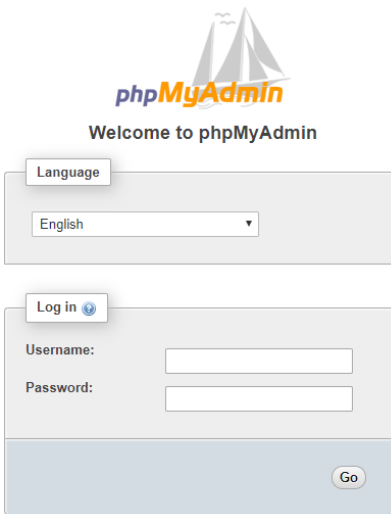 phpMyAdmin
Welcome to phpMyAdmin
Language
English
Log in
Username:
Password:
Go